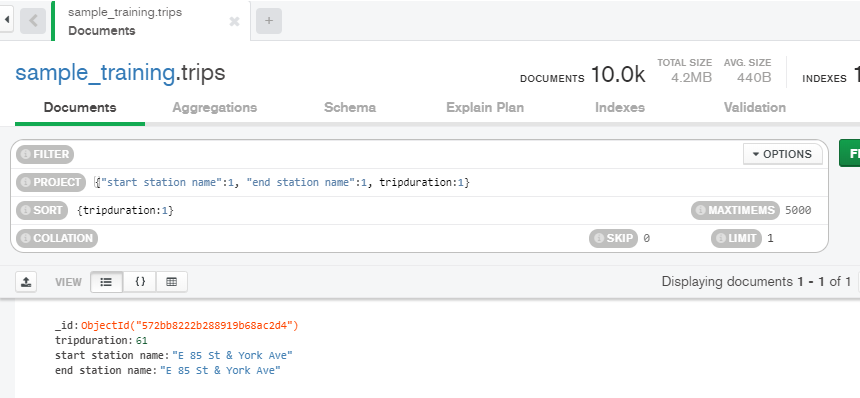 sample_training.trips
Documents
sample_training.trips
DOCUMENTS 10.0k
TOTAL SIZE
4.2MB
AVG. SIZE
440B
INDEXES 1
Documents Aggregations Schema Explain Plan Indexes Validation
FILTER
OPTIONS
PROJECT {"start station name":1, "end station name":1, tripduration:1}
SORT {tripduration:1}
MAXTIMEMS 5000
COLLATION
SKIP 0
LIMIT 1
VIEW
{}
Displaying documents 1 - 1 of 1
_id: ObjectId("572bb8222b288919b68ac2d4")
tripduration: 61
start station name: "E 85 St & York Ave"
end station name: "E 85 St & York Ave"